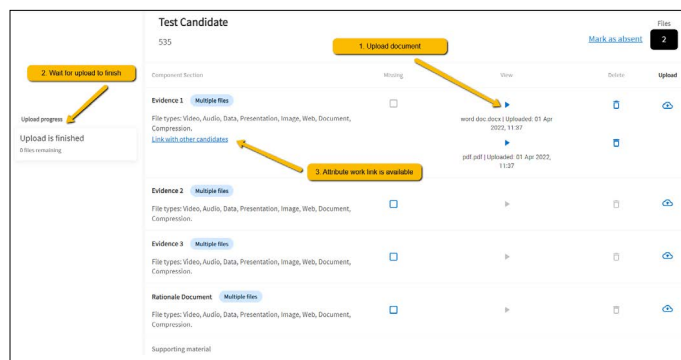 Test Candidate
535
Mark as absent
Files
2
1. Upload document
2. Wait for upload to finish
Component Section
Missing
View
Delete
Upload
Upload progress
Upload is finished
0 files remaining
Evidence 1 Multiple files
File types: Video, Audio, Data, Presentation, Image, Web, Document,
Compression.
Link with other candidates
word doc.docx | Uploaded: 01 Apr
2022, 11:37
pdf.pdf | Uploaded: 01 Apr 2022,
11:37
3. Attribute work link is available
Evidence 2 Multiple files
File types: Video, Audio, Data, Presentation, Image, Web, Document,
Compression.
Evidence 3 Multiple files
File types: Video, Audio, Data, Presentation, Image, Web, Document,
Compression.
Rationale Document Multiple files
File types: Video, Audio, Data, Presentation, Image, Web, Document,
Compression.
Supporting material